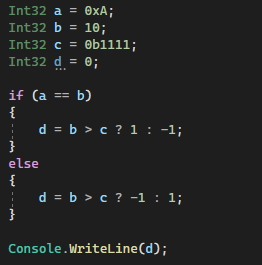 Int32 a = 0xA;
Int32 b = 10;
Int32 c = 0b1111;
Int32 d = 0;
if (a == b)
{
d = b > c ? 1 : -1;
}
else
{
d = b > c ? -1 : 1;
}
Console.WriteLine(d);